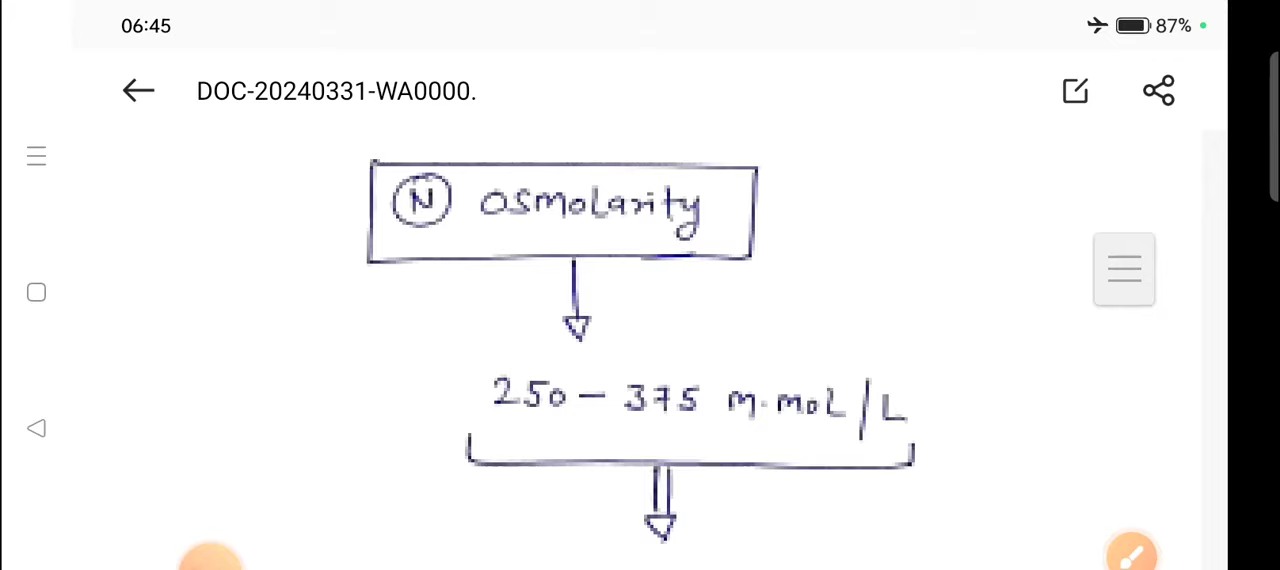 06:45
87%
DOC-20240331-WA0000.
N osmolarity
250 - 375 m.mol/L